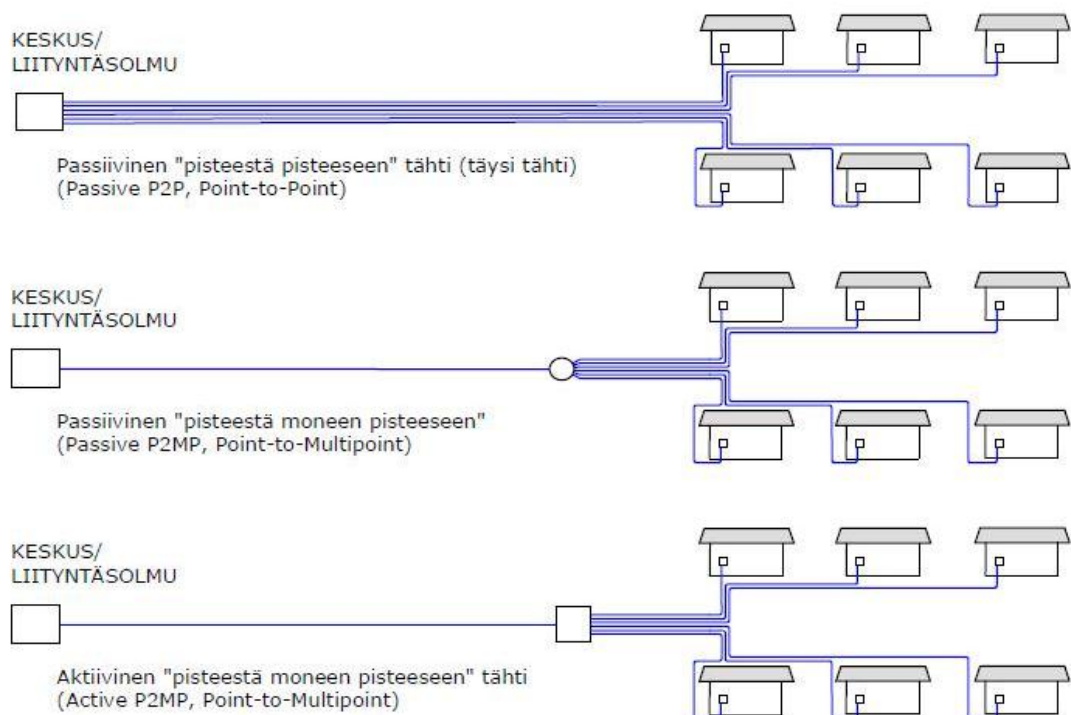 KESKUS/
LIITYNTÄSOLMU
Passiivinen "pisteestä pisteeseen" tähti (täysi tähti)
(Passive P2P, Point-to-Point)
KESKUS/
LIITYNTÄSOLMU
Passiivinen "pisteestä moneen pisteeseen"
(Passive P2MP, Point-to-Multipoint)
KESKUS/
LIITYNTÄSOLMU
Aktiivinen "pisteestä moneen pisteeseen" tähti
(Active P2MP, Point-to-Multipoint)